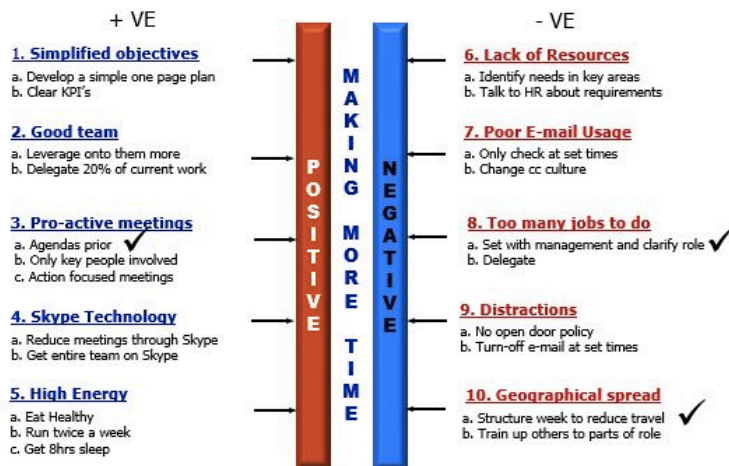 + VE
1. Simplified objectives
a. Develop a simple one page plan
b. Clear KPI's
2. Good team
a. Leverage onto them more
b. Delegate 20% of current work
3. Pro-active meetings
a. Agendas prior
b. Only key people involved
c. Action focused meetings
4. Skype Technology
a. Reduce meetings through Skype
b. Get entire team on Skype
5. High Energy
a. Eat Healthy
b. Run twice a week
c. Get 8hrs sleep
POSITIVE
MAKING MORE TIME
NEGATIVE
- VE
6. Lack of Resources
a. Identify needs in key areas
b. Talk to HR about requirements
7. Poor E-mail Usage
a. Only check at set times
b. Change cc culture
8. Too many jobs to do
a. Set with management and clarify role
b. Delegate
9. Distractions
a. No open door policy
b. Turn-off e-mail at set times
10. Geographical spread
a. Structure week to reduce travel
b. Train up others to parts of role